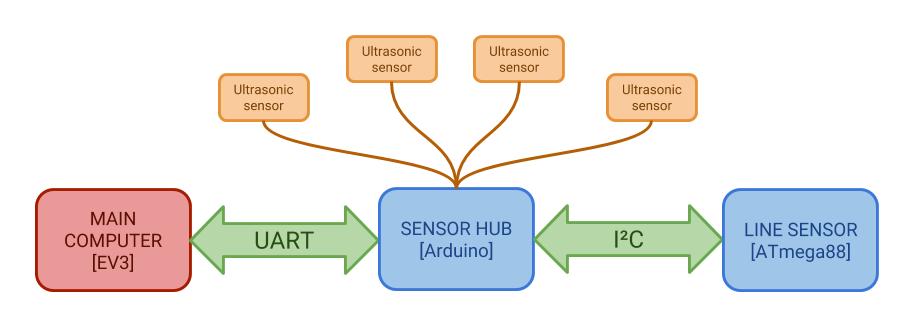 Ultrasonic
sensor
Ultrasonic
sensor
Ultrasonic
sensor
Ultrasonic
sensor
MAIN
COMPUTER
[EV3]
UART
SENSOR HUB
[Arduino]
I²C
LINE SENSOR
[ATmega88]